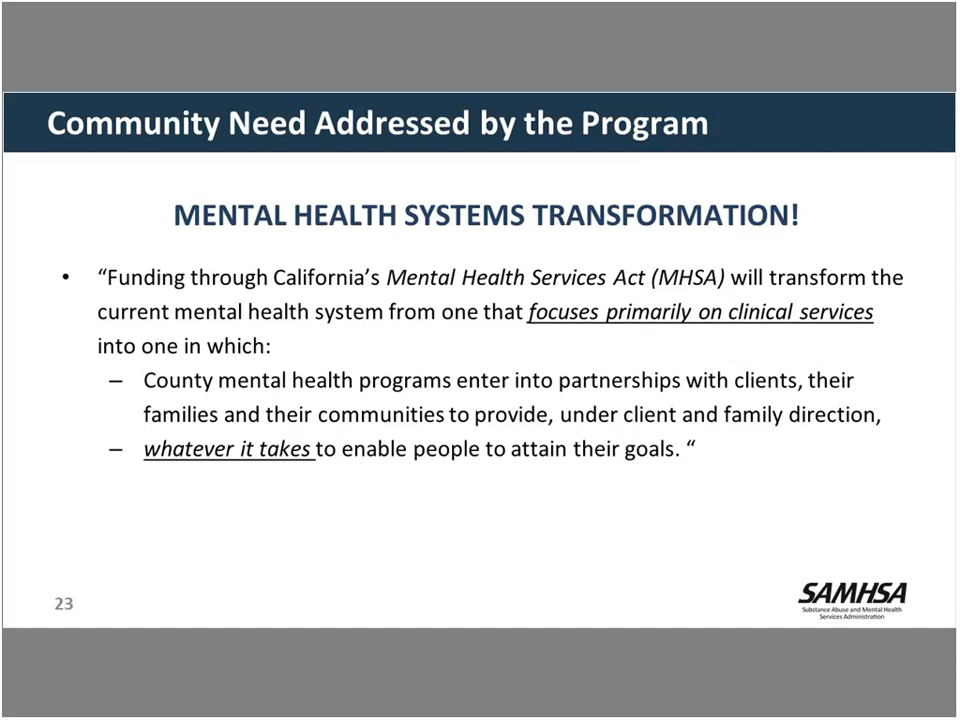 Community Need Addressed by the Program
MENTAL HEALTH SYSTEMS TRANSFORMATION!
• “Funding through California’s Mental Health Services Act (MHSA) will transform the
current mental health system from one that focuses primarily on clinical services
into one in which:
– County mental health programs enter into partnerships with clients, their
families and their communities to provide, under client and family direction,
– whatever it takes to enable people to attain their goals. “
23
SAMHSA
Substance Abuse and Mental Health
Services Administration